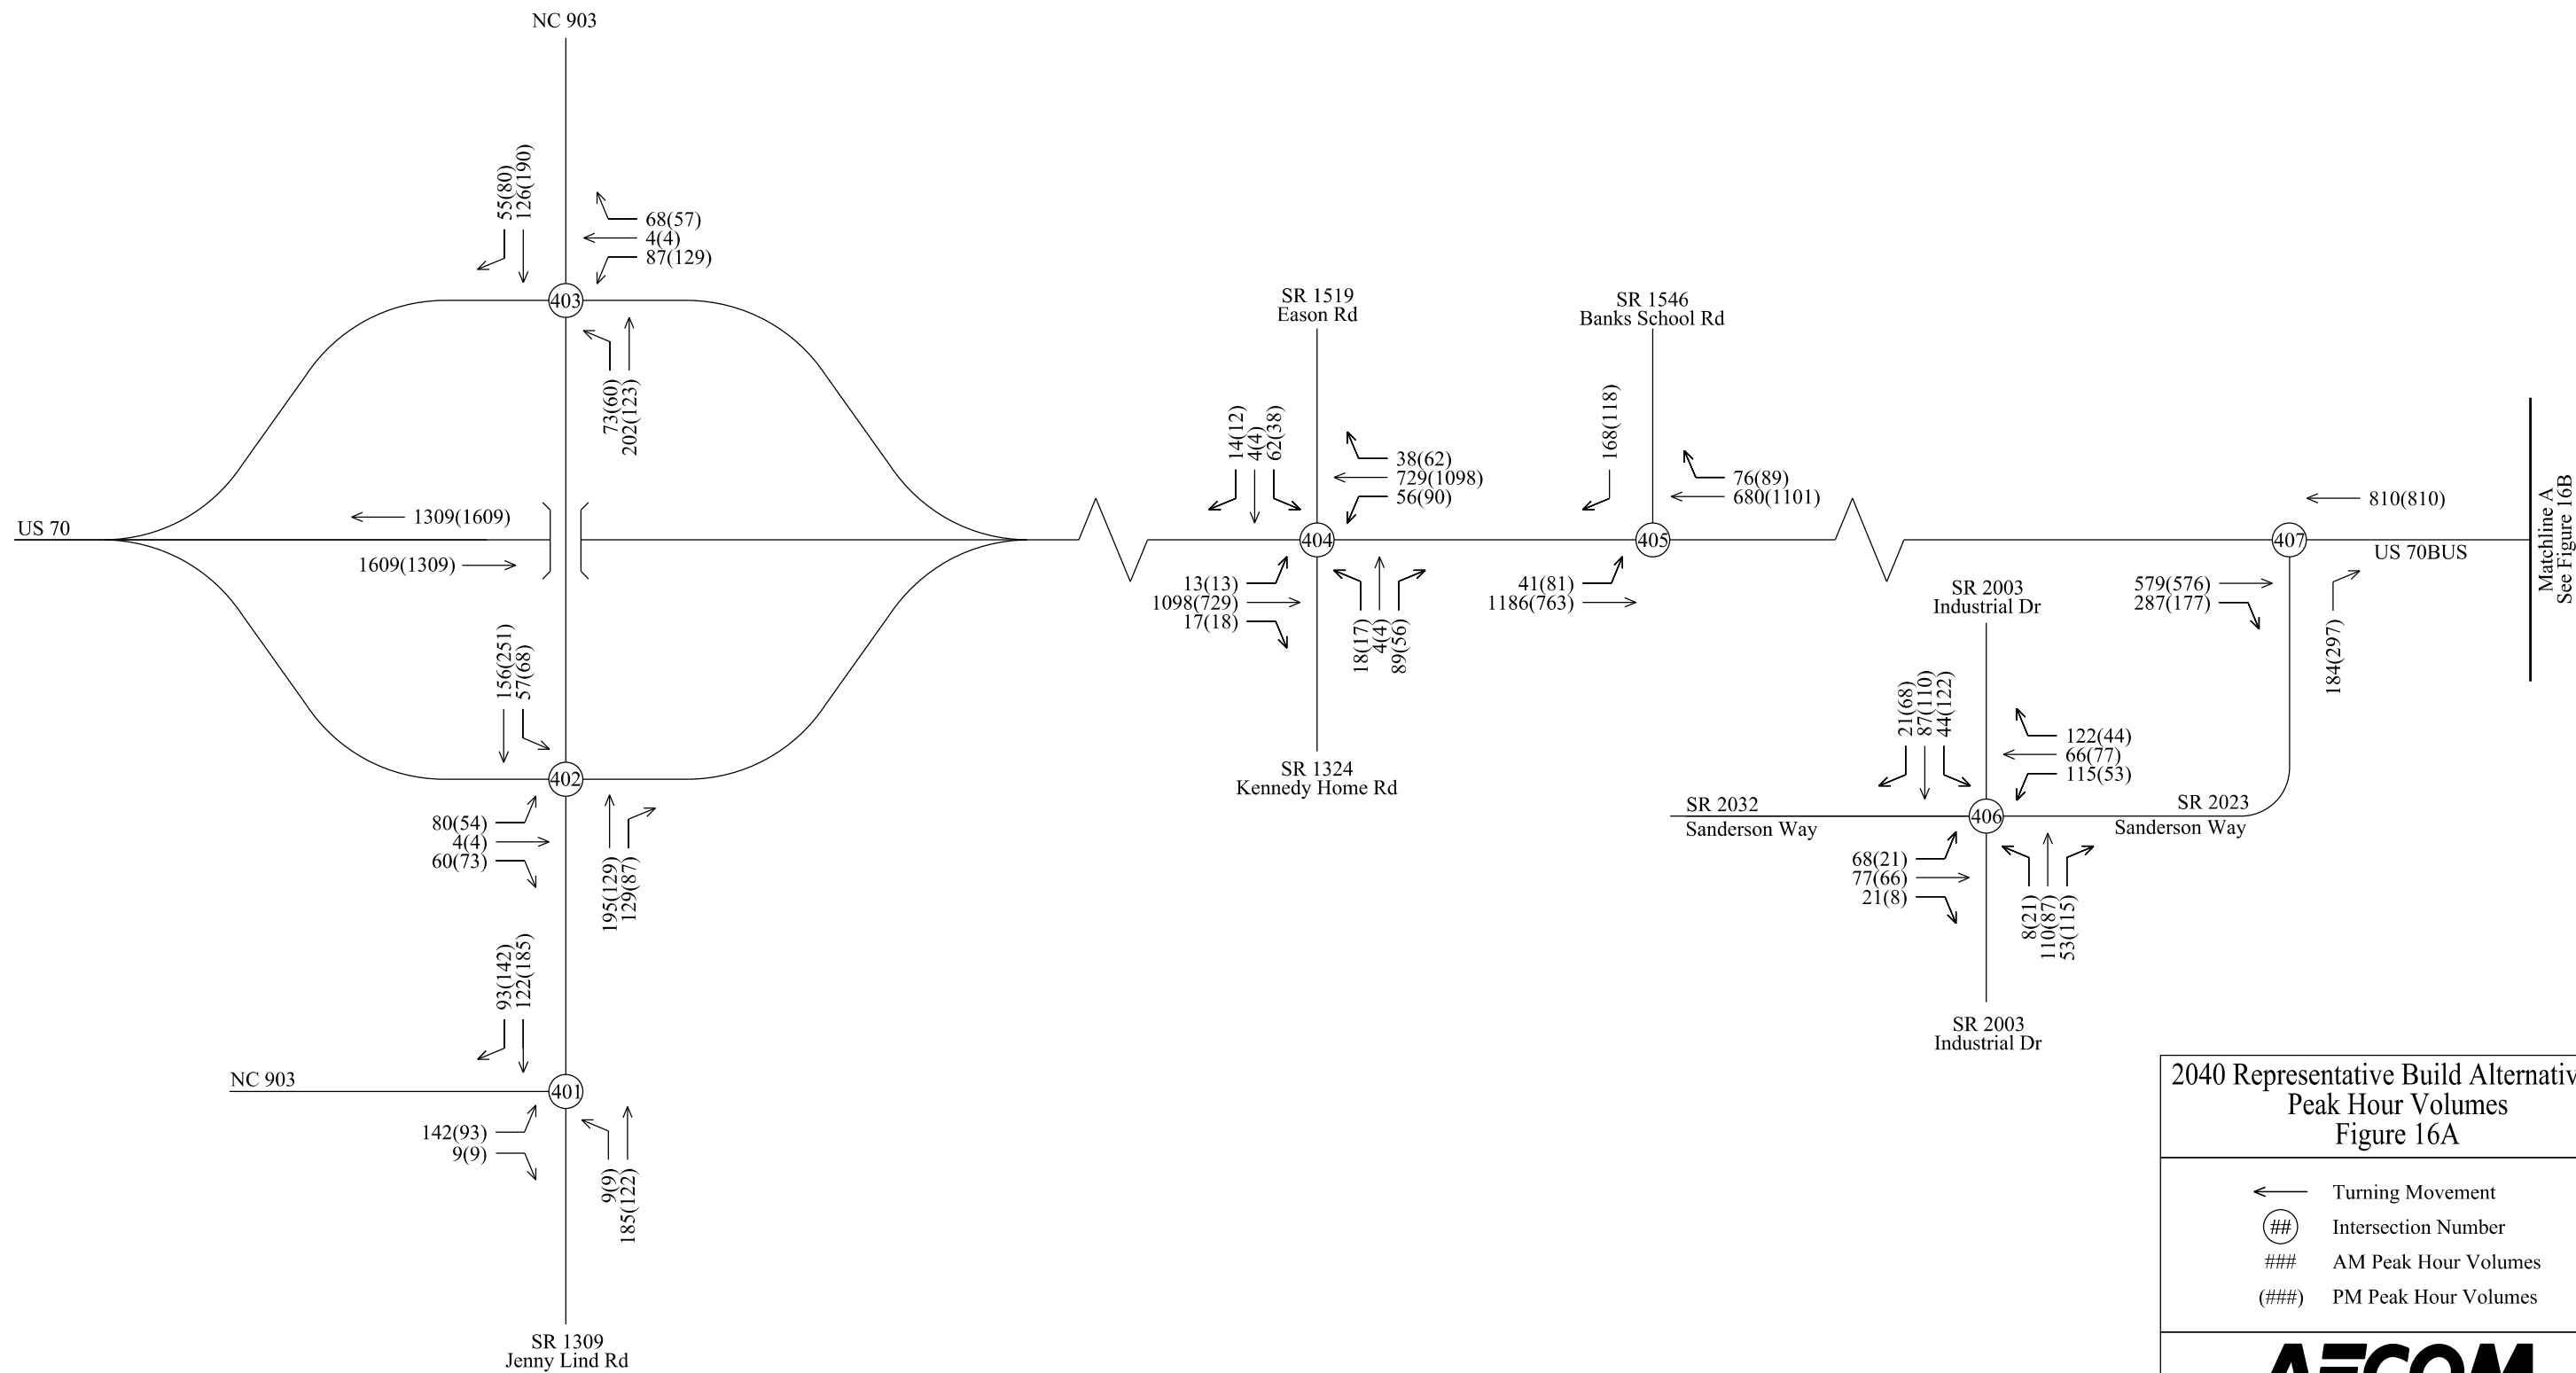 NC 903
55(80)
126(190)
68(57)
4(4)
87(129)
403
73(60)
202(123)
US 70
1309(1609)
1609(1309)
156(251)
57(68)
402
80(54)
4(4)
60(73)
195(129)
129(87)
93(142)
122(185)
NC 903
401
142(93)
9(9)
9(9)
185(122)
SR 1309
Jenny Lind Rd
SR 1519
Eason Rd
14(12)
4(4)
62(38)
38(62)
729(1098)
56(90)
404
13(13)
1098(729)
17(18)
18(17)
4(4)
89(56)
SR 1324
Kennedy Home Rd
SR 1546
Banks School Rd
168(118)
76(89)
680(1101)
405
41(81)
1186(763)
SR 2003
Industrial Dr
21(68)
87(110)
44(122)
122(44)
66(77)
115(53)
SR 2032
Sanderson Way
406
SR 2023
Sanderson Way
68(21)
77(66)
21(8)
8(21)
110(87)
53(115)
SR 2003
Industrial Dr
810(810)
407
US 70BUS
579(576)
287(177)
184(297)
Matchline A
See Figure 16B
2040 Representative Build Alternativ
Peak Hour Volumes
Figure 16A
Turning Movement
## Intersection Number
### AM Peak Hour Volumes
(###) PM Peak Hour Volumes
AECOM